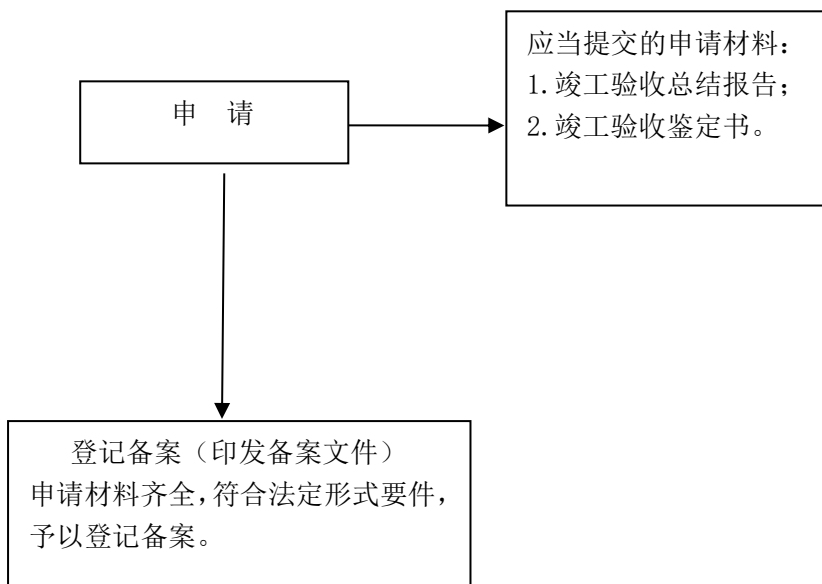 申 请
应当提交的申请材料：
1.竣工验收总结报告；
2.竣工验收鉴定书。
登记备案（印发备案文件）
申请材料齐全，符合法定形式要件，
予以登记备案。